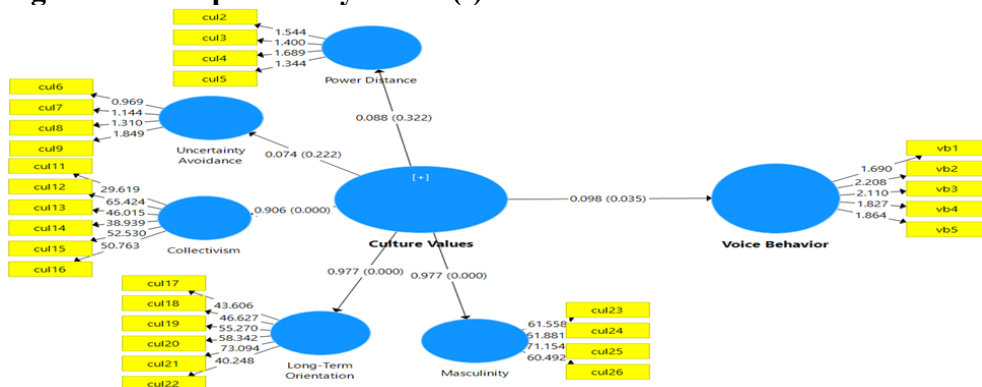 cul2
cul3
cul4
cul5
1.544
1.400
1.689
1.344
Power Distance
0.088 (0.322)
cul6
cul7
cul8
cul9
0.969
1.144
1.310
1.849
Uncertainty
Avoidance
0.074 (0.222)
cul11
cul12
cul13
cul14
cul15
cul16
29.619
65.424
46.015
38.939
52.530
50.763
Collectivism
0.906 (0.000)
[+]
Culture Values
0.098 (0.035)
Voice Behavior
1.690
2.208
2.110
1.827
1.864
vb1
vb2
vb3
vb4
vb5
0.977 (0.000)
0.977 (0.000)
cul17
cul18
cul19
cul20
cul21
cul22
43.606
46.627
55.270
58.342
73.094
40.248
Long-Term
Orientation
Masculinity
61.558
51.881
71.154
60.492
cul23
cul24
cul25
cul26